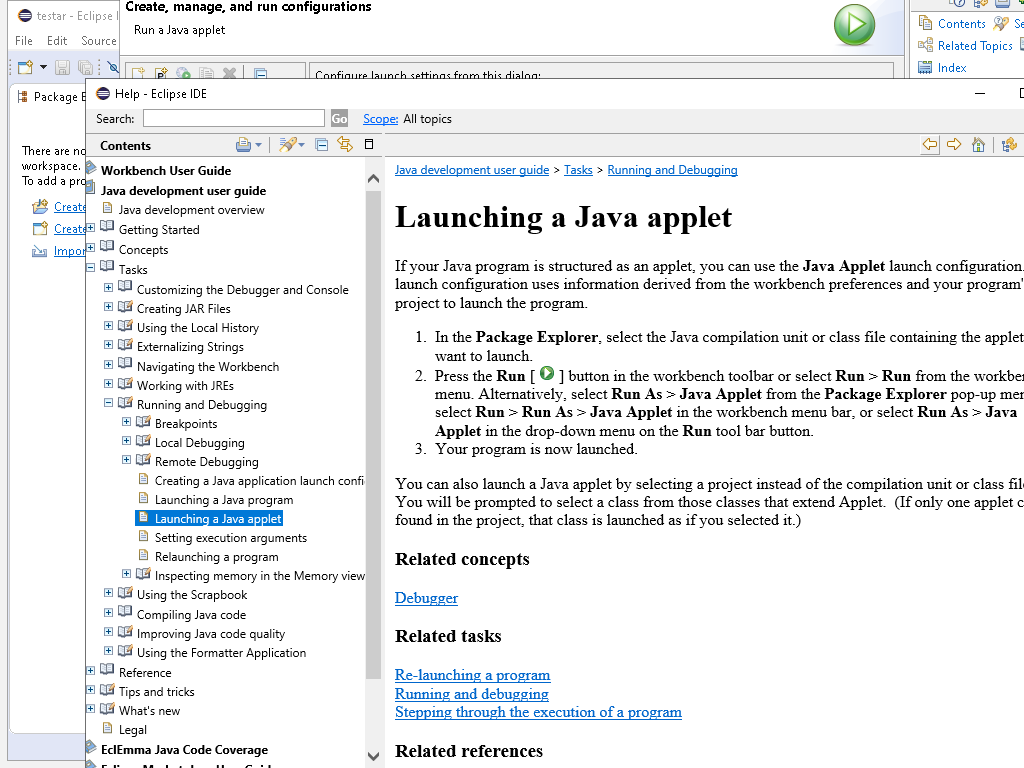 testar - Eclipse I
File Edit Source
Package E
There are no
workspace.
To add a pro
Create
Create
Impor
Create, manage, and run configurations
Run a Java applet
Configure launch settings from this dialog:
Contents
Se
Related Topics
Index
Help - Eclipse IDE
Search:
Go
Scope: All topics
Contents
Workbench User Guide
Java development user guide
Java development overview
Getting Started
Concepts
Tasks
Customizing the Debugger and Console
Creating JAR Files
Using the Local History
Externalizing Strings
Navigating the Workbench
Working with JREs
Running and Debugging
Breakpoints
Local Debugging
Remote Debugging
Creating a Java application launch confi
Launching a Java program
Launching a Java applet
Setting execution arguments
Relaunching a program
Inspecting memory in the Memory view
Using the Scrapbook
Compiling Java code
Improving Java code quality
Using the Formatter Application
Reference
Tips and tricks
What's new
Legal
EclEmma Java Code Coverage
Java development user guide > Tasks > Running and Debugging
Launching a Java applet
If your Java program is structured as an applet, you can use the Java Applet launch configuration.
launch configuration uses information derived from the workbench preferences and your program'
project to launch the program.
1. In the Package Explorer, select the Java compilation unit or class file containing the applet
want to launch.
2. Press the Run [ ] button in the workbench toolbar or select Run > Run from the workben
menu. Alternatively, select Run As > Java Applet from the Package Explorer pop-up men
select Run > Run As > Java Applet in the workbench menu bar, or select Run As > Java
Applet in the drop-down menu on the Run tool bar button.
3. Your program is now launched.
You can also launch a Java applet by selecting a project instead of the compilation unit or class file
You will be prompted to select a class from those classes that extend Applet. (If only one applet c
found in the project, that class is launched as if you selected it.)
Related concepts
Debugger
Related tasks
Re-launching a program
Running and debugging
Stepping through the execution of a program
Related references